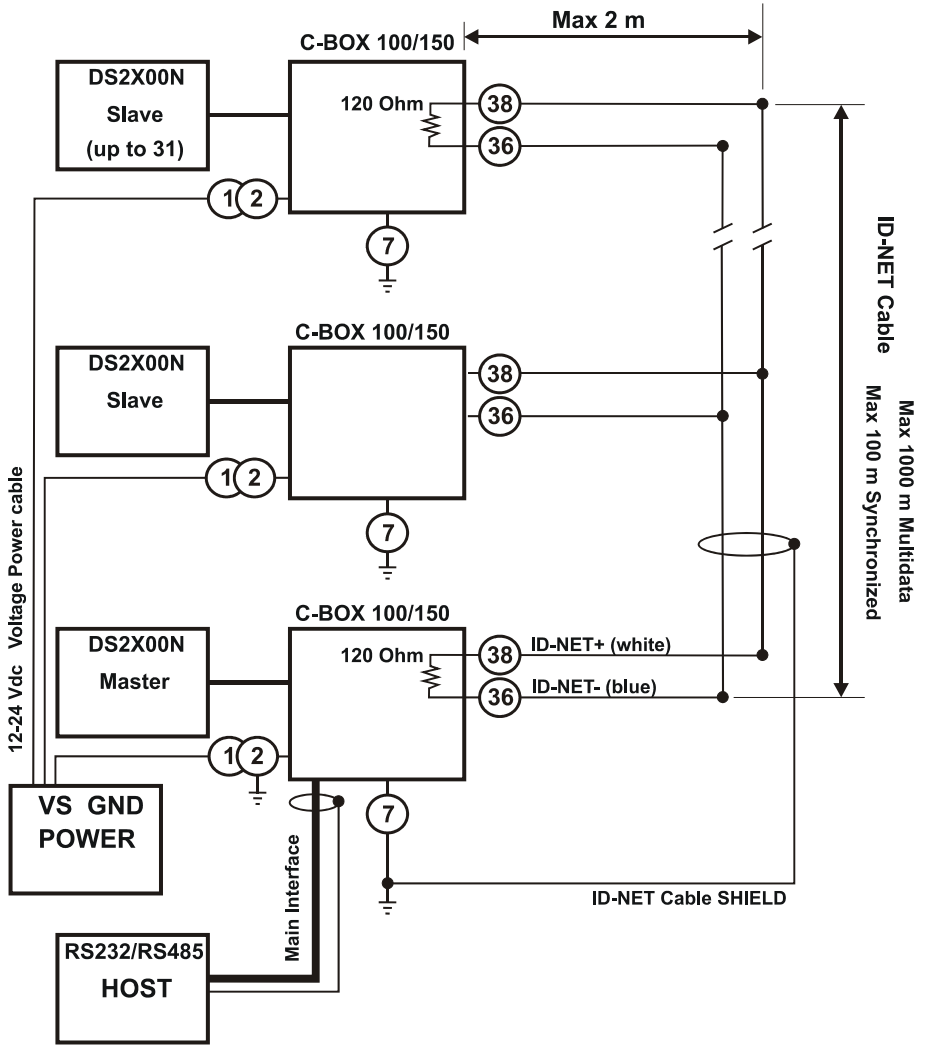 Max 2 m
C-BOX 100/150
DS2X00N
Slave
(up to 31)
120 Ohm
38
36
1 2
7
ID-NET Cable
Max 1000 m Multidata
Max 100 m Synchronized
C-BOX 100/150
DS2X00N
Slave
38
36
1 2
7
12-24 Vdc Voltage Power cable
C-BOX 100/150
DS2X00N
Master
120 Ohm
38
ID-NET+ (white)
36
ID-NET- (blue)
1 2
7
VS GND
POWER
Main Interface
ID-NET Cable SHIELD
RS232/RS485
HOST